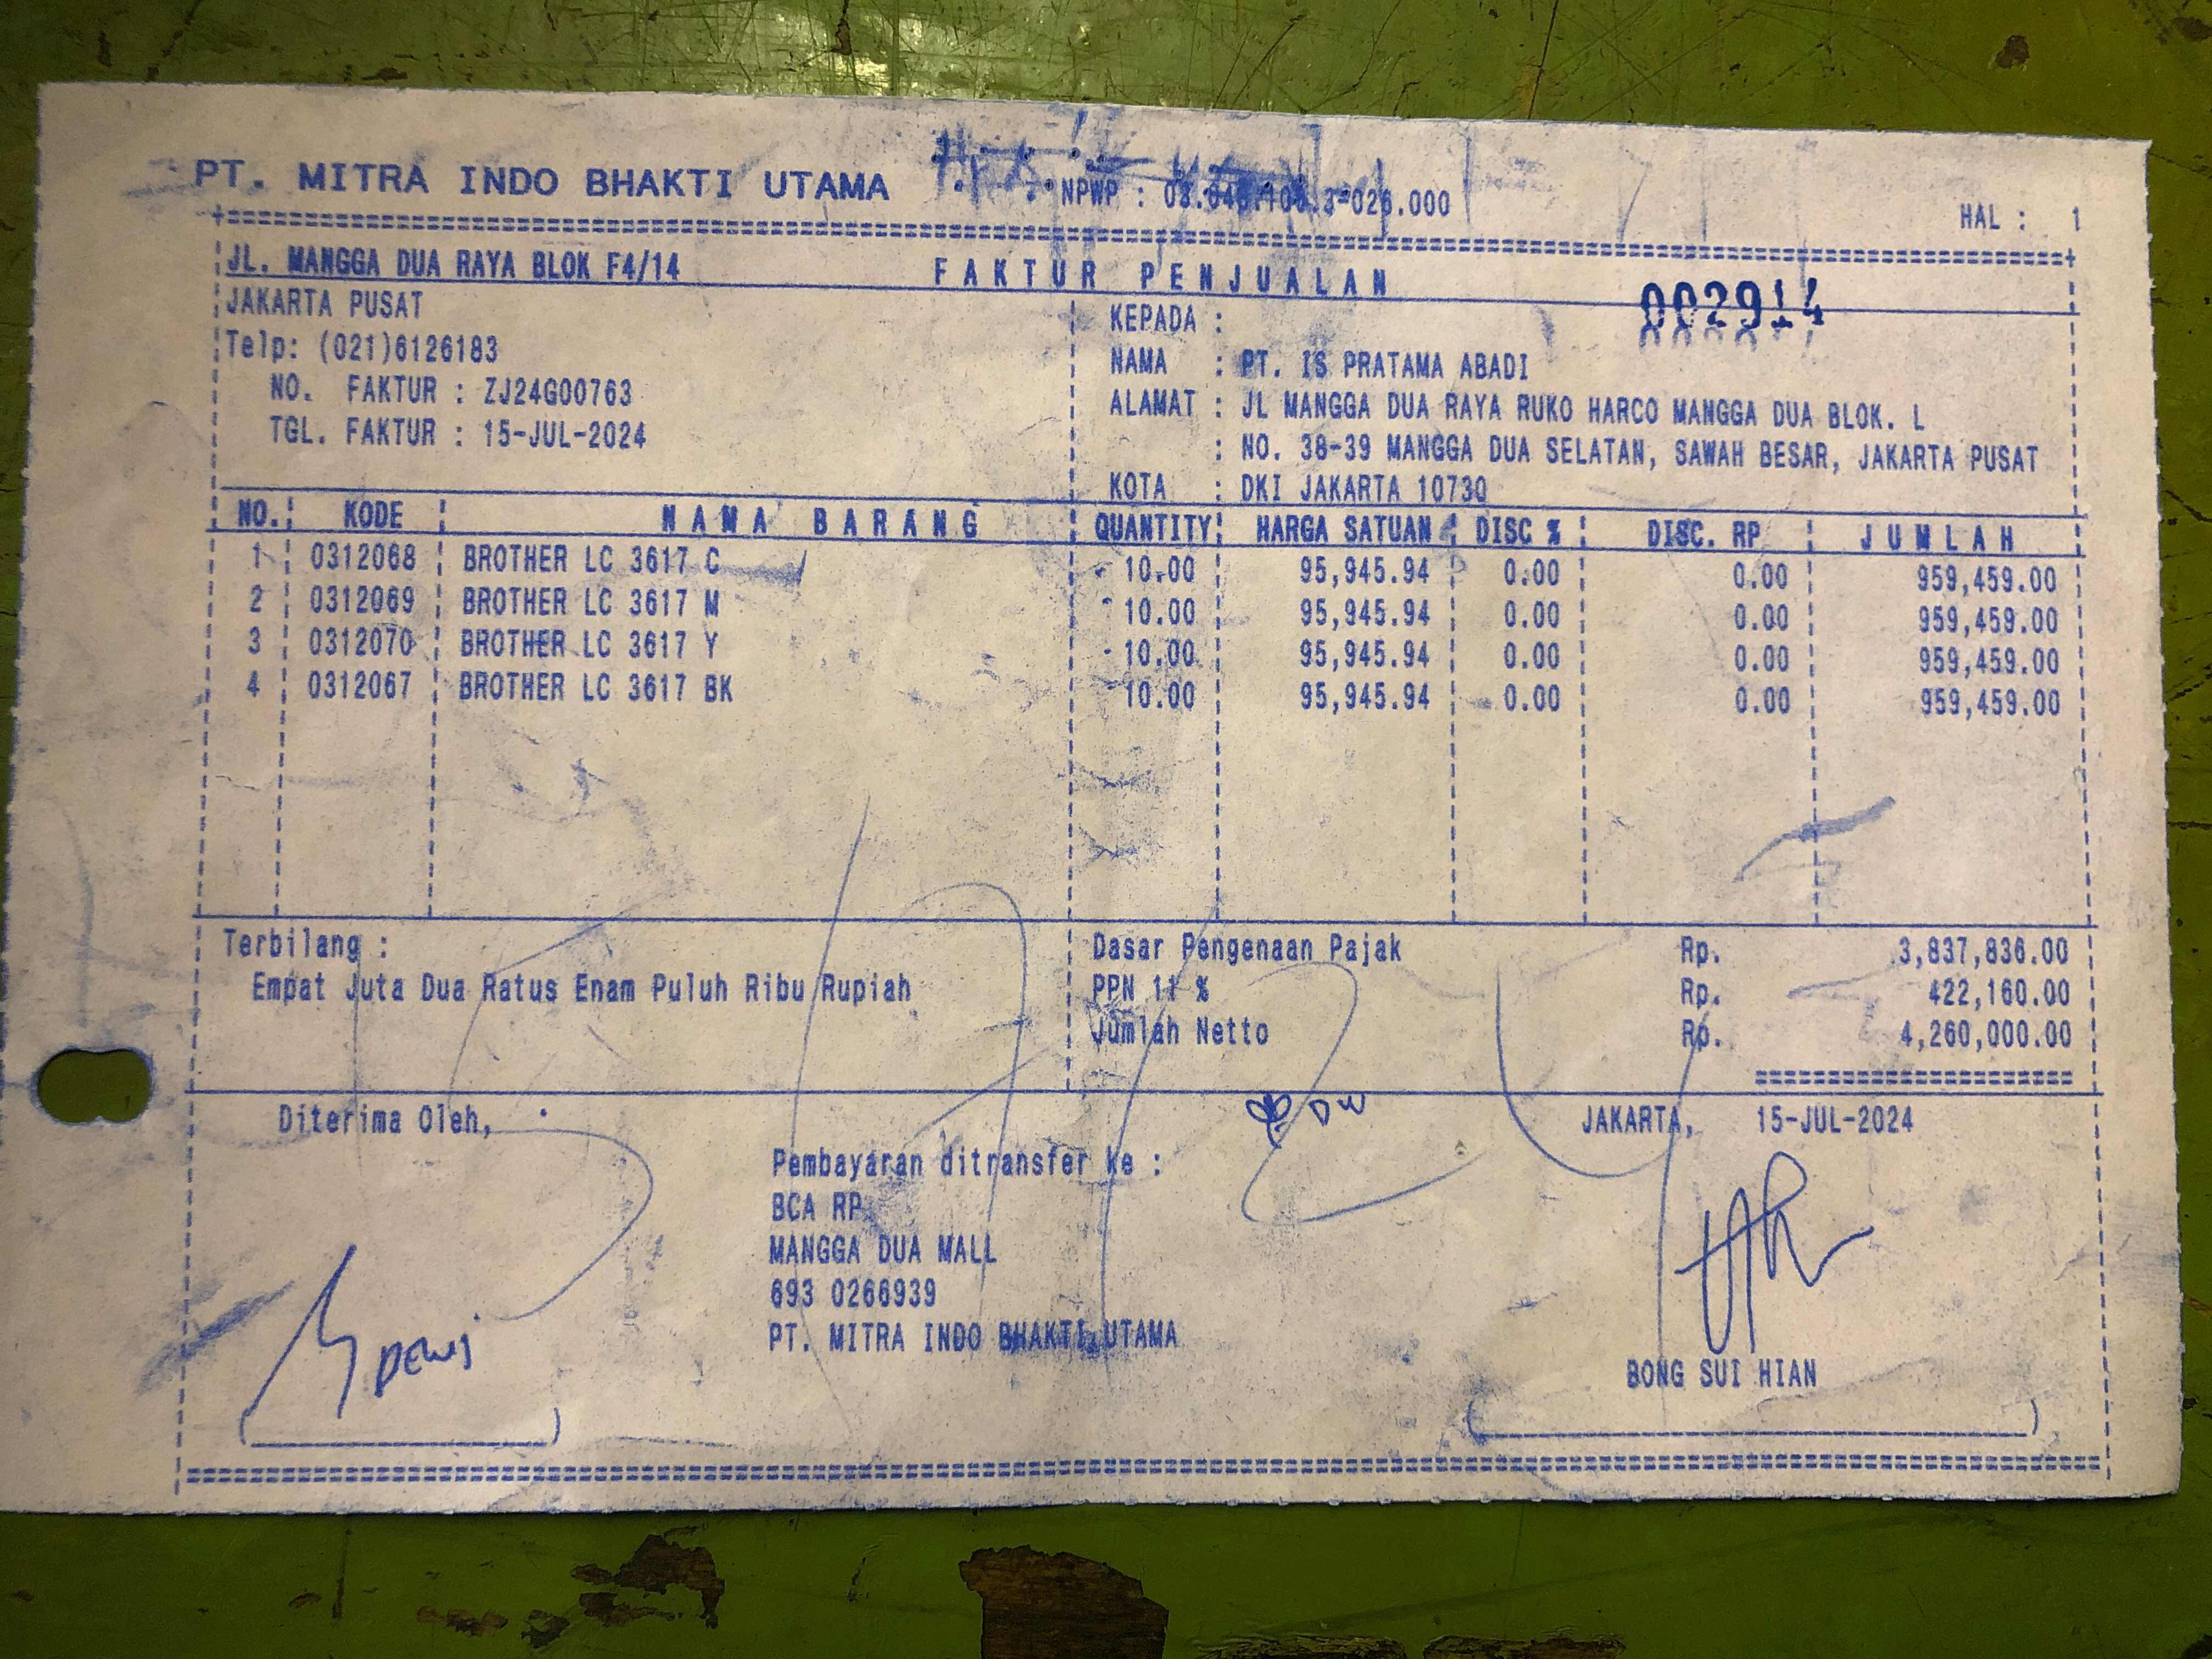 PT. MITRA INDO BHAKTI UTAMA NPWP : HAL : 1
JL. MANGGA DUA RAYA BLOK F4/14 FAKTUR PENJUALAN 002914
JAKARTA PUSAT
Telp: (021)6126183
NO. FAKTUR : ZJ24G00763
TGL. FAKTUR : 15-JUL-2024
KEPADA :
NAMA : PT. IS PRATAMA ABADI
ALAMAT : JL MANGGA DUA RAYA RUKO HARCO MANGGA DUA BLOK. L
: NO. 38-39 MANGGA DUA SELATAN, SAWAH BESAR, JAKARTA PUSAT
KOTA : DKI JAKARTA 10730
NO. KODE NAMA BARANG QUANTITY HARGA SATUAN DISC % DISC. RP JUMLAH
1 0312068 BROTHER LC 3617 C 10.00 95,945.94 0.00 0.00 959,459.00
2 0312069 BROTHER LC 3617 M 10.00 95,945.94 0.00 0.00 959,459.00
3 0312070 BROTHER LC 3617 Y 10.00 95,945.94 0.00 0.00 959,459.00
4 0312067 BROTHER LC 3617 BK 10.00 95,945.94 0.00 0.00 959,459.00
Terbilang :
Empat Juta Dua Ratus Enam Puluh Ribu Rupiah
Dasar Pengenaan Pajak Rp. 3,837,836.00
PPN 11 % Rp. 422,160.00
Jumlah Netto Rp. 4,260,000.00
Diterima Oleh,
DEWI
Pembayaran ditransfer ke :
BCA RP
MANGGA DUA MALL
693 0266939
PT. MITRA INDO BHAKTI UTAMA
DW
JAKARTA, 15-JUL-2024
BONG SUI HIAN